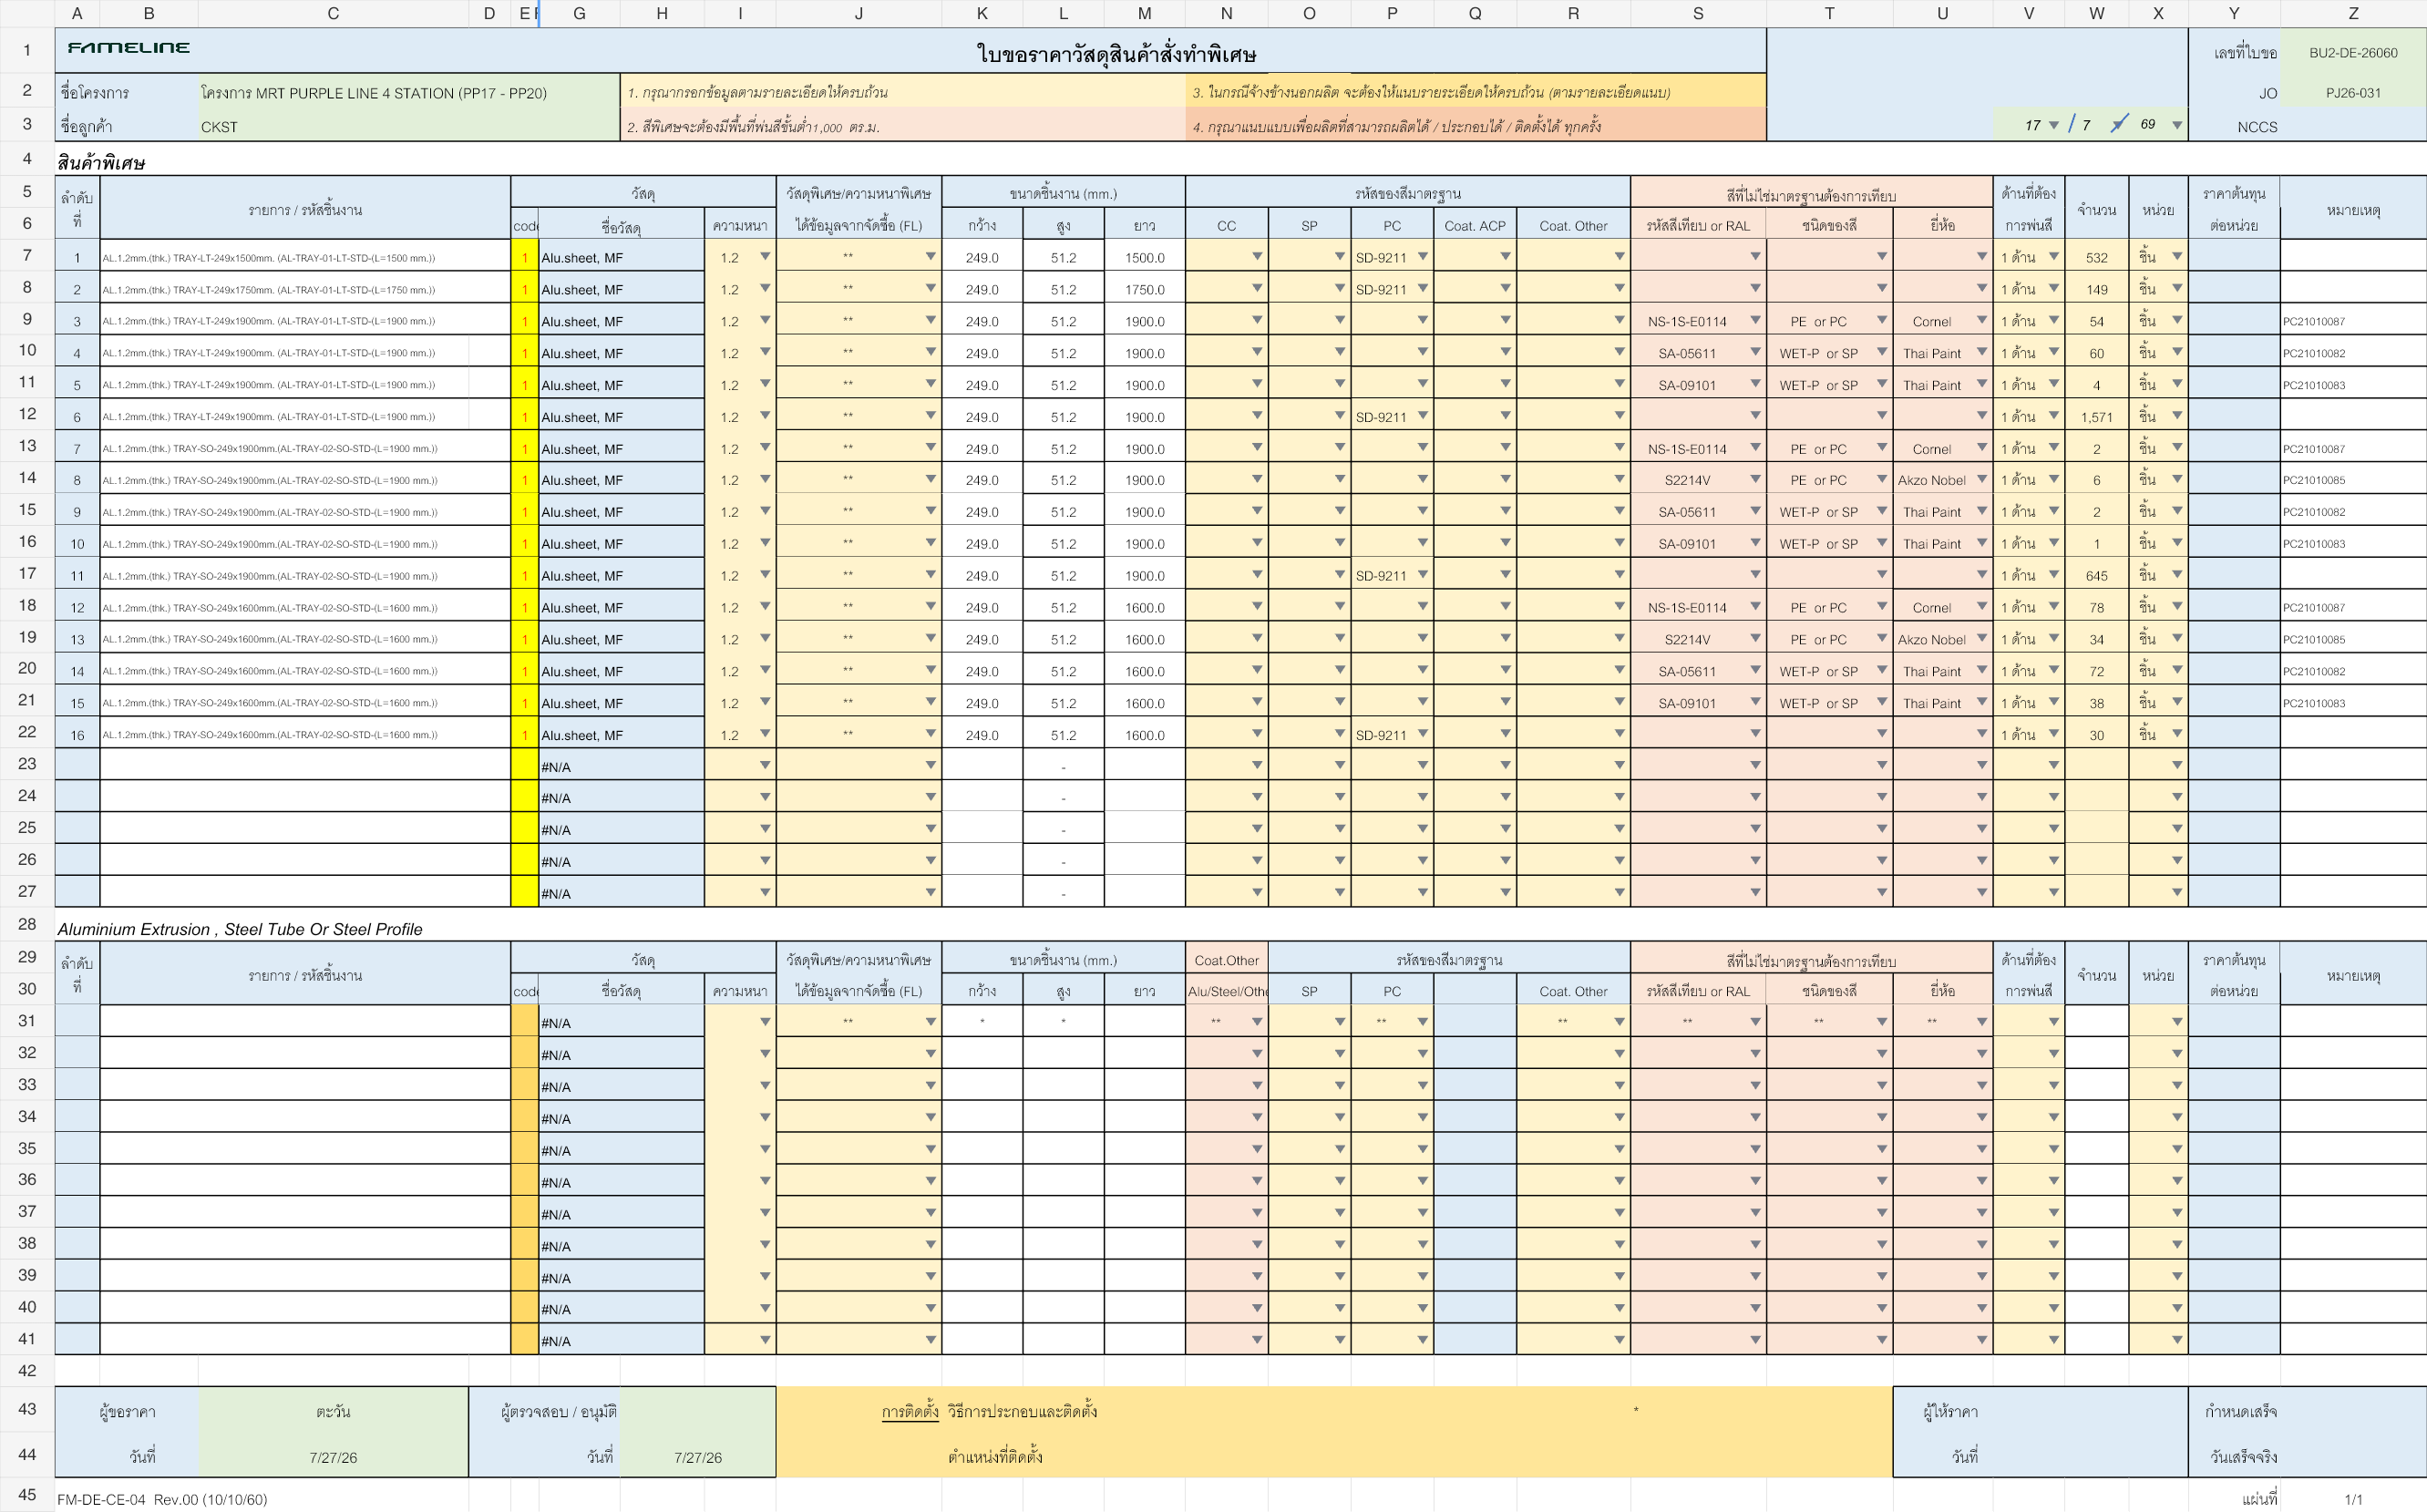 A B C D E F G H I J K L M N O P Q R S T U V W X Y Z
1 FAMELINE ใบขอราคาวัสดุสินค้าสั่งทำพิเศษ เลขที่ใบขอ BU2-DE-26060
2 ชื่อโครงการ โครงการ MRT PURPLE LINE 4 STATION (PP17 - PP20) 1. กรุณากรอกข้อมูลตามรายละเอียดให้ครบถ้วน 3. ในกรณีจ้างข้างนอกผลิต จะต้องให้แนบรายระเอียดให้ครบถ้วน (ตามรายละเอียดแนบ) JO PJ26-031
3 ชื่อลูกค้า CKST 2. สีพิเศษจะต้องมีพื้นที่พ่นสีขั้นต่ำ1,000 ตร.ม. 4. กรุณาแนบแบบเพื่อผลิตที่สามารถผลิตได้ / ประกอบได้ / ติดตั้งได้ ทุกครั้ง 17 / 7 / 69 NCCS
4 สินค้าพิเศษ
5 ลำดับ รายการ / รหัสชิ้นงาน วัสดุ วัสดุพิเศษ/ความหนาพิเศษ ขนาดชิ้นงาน (mm.) รหัสของสีมาตรฐาน สีที่ไม่ใช่มาตรฐานต้องการเทียบ ด้านที่ต้อง จำนวน หน่วย ราคาต้นทุน หมายเหตุ
6 ที่ code ชื่อวัสดุ ความหนา ได้ข้อมูลจากจัดซื้อ (FL) กว้าง สูง ยาว CC SP PC Coat. ACP Coat. Other รหัสสีเทียบ or RAL ชนิดของสี ยี่ห้อ การพ่นสี ต่อหน่วย
7 1 AL.1.2mm.(thk.) TRAY-LT-249x1500mm. (AL-TRAY-01-LT-STD-(L=1500 mm.)) 1 Alu.sheet, MF 1.2 ** 249.0 51.2 1500.0 SD-9211 1 ด้าน 532 ชิ้น
8 2 AL.1.2mm.(thk.) TRAY-LT-249x1750mm. (AL-TRAY-01-LT-STD-(L=1750 mm.)) 1 Alu.sheet, MF 1.2 ** 249.0 51.2 1750.0 SD-9211 1 ด้าน 149 ชิ้น
9 3 AL.1.2mm.(thk.) TRAY-LT-249x1900mm. (AL-TRAY-01-LT-STD-(L=1900 mm.)) 1 Alu.sheet, MF 1.2 ** 249.0 51.2 1900.0 NS-1S-E0114 PE or PC Cornel 1 ด้าน 54 ชิ้น PC21010087
10 4 AL.1.2mm.(thk.) TRAY-LT-249x1900mm. (AL-TRAY-01-LT-STD-(L=1900 mm.)) 1 Alu.sheet, MF 1.2 ** 249.0 51.2 1900.0 SA-05611 WET-P or SP Thai Paint 1 ด้าน 60 ชิ้น PC21010082
11 5 AL.1.2mm.(thk.) TRAY-LT-249x1900mm. (AL-TRAY-01-LT-STD-(L=1900 mm.)) 1 Alu.sheet, MF 1.2 ** 249.0 51.2 1900.0 SA-09101 WET-P or SP Thai Paint 1 ด้าน 4 ชิ้น PC21010083
12 6 AL.1.2mm.(thk.) TRAY-LT-249x1900mm. (AL-TRAY-01-LT-STD-(L=1900 mm.)) 1 Alu.sheet, MF 1.2 ** 249.0 51.2 1900.0 SD-9211 1 ด้าน 1,571 ชิ้น
13 7 AL.1.2mm.(thk.) TRAY-SO-249x1900mm.(AL-TRAY-02-SO-STD-(L=1900 mm.)) 1 Alu.sheet, MF 1.2 ** 249.0 51.2 1900.0 NS-1S-E0114 PE or PC Cornel 1 ด้าน 2 ชิ้น PC21010087
14 8 AL.1.2mm.(thk.) TRAY-SO-249x1900mm.(AL-TRAY-02-SO-STD-(L=1900 mm.)) 1 Alu.sheet, MF 1.2 ** 249.0 51.2 1900.0 S2214V PE or PC Akzo Nobel 1 ด้าน 6 ชิ้น PC21010085
15 9 AL.1.2mm.(thk.) TRAY-SO-249x1900mm.(AL-TRAY-02-SO-STD-(L=1900 mm.)) 1 Alu.sheet, MF 1.2 ** 249.0 51.2 1900.0 SA-05611 WET-P or SP Thai Paint 1 ด้าน 2 ชิ้น PC21010082
16 10 AL.1.2mm.(thk.) TRAY-SO-249x1900mm.(AL-TRAY-02-SO-STD-(L=1900 mm.)) 1 Alu.sheet, MF 1.2 ** 249.0 51.2 1900.0 SA-09101 WET-P or SP Thai Paint 1 ด้าน 1 ชิ้น PC21010083
17 11 AL.1.2mm.(thk.) TRAY-SO-249x1900mm.(AL-TRAY-02-SO-STD-(L=1900 mm.)) 1 Alu.sheet, MF 1.2 ** 249.0 51.2 1900.0 SD-9211 1 ด้าน 645 ชิ้น
18 12 AL.1.2mm.(thk.) TRAY-SO-249x1600mm.(AL-TRAY-02-SO-STD-(L=1600 mm.)) 1 Alu.sheet, MF 1.2 ** 249.0 51.2 1600.0 NS-1S-E0114 PE or PC Cornel 1 ด้าน 78 ชิ้น PC21010087
19 13 AL.1.2mm.(thk.) TRAY-SO-249x1600mm.(AL-TRAY-02-SO-STD-(L=1600 mm.)) 1 Alu.sheet, MF 1.2 ** 249.0 51.2 1600.0 S2214V PE or PC Akzo Nobel 1 ด้าน 34 ชิ้น PC21010085
20 14 AL.1.2mm.(thk.) TRAY-SO-249x1600mm.(AL-TRAY-02-SO-STD-(L=1600 mm.)) 1 Alu.sheet, MF 1.2 ** 249.0 51.2 1600.0 SA-05611 WET-P or SP Thai Paint 1 ด้าน 72 ชิ้น PC21010082
21 15 AL.1.2mm.(thk.) TRAY-SO-249x1600mm.(AL-TRAY-02-SO-STD-(L=1600 mm.)) 1 Alu.sheet, MF 1.2 ** 249.0 51.2 1600.0 SA-09101 WET-P or SP Thai Paint 1 ด้าน 38 ชิ้น PC21010083
22 16 AL.1.2mm.(thk.) TRAY-SO-249x1600mm.(AL-TRAY-02-SO-STD-(L=1600 mm.)) 1 Alu.sheet, MF 1.2 ** 249.0 51.2 1600.0 SD-9211 1 ด้าน 30 ชิ้น
23 #N/A -
24 #N/A -
25 #N/A -
26 #N/A -
27 #N/A -
28 Aluminium Extrusion , Steel Tube Or Steel Profile
29 ลำดับ รายการ / รหัสชิ้นงาน วัสดุ วัสดุพิเศษ/ความหนาพิเศษ ขนาดชิ้นงาน (mm.) Coat.Other รหัสของสีมาตรฐาน สีที่ไม่ใช่มาตรฐานต้องการเทียบ ด้านที่ต้อง จำนวน หน่วย ราคาต้นทุน หมายเหตุ
30 ที่ code ชื่อวัสดุ ความหนา ได้ข้อมูลจากจัดซื้อ (FL) กว้าง สูง ยาว Alu/Steel/Othe SP PC Coat. Other รหัสสีเทียบ or RAL ชนิดของสี ยี่ห้อ การพ่นสี ต่อหน่วย
31 #N/A ** * * ** ** ** ** ** **
32 #N/A
33 #N/A
34 #N/A
35 #N/A
36 #N/A
37 #N/A
38 #N/A
39 #N/A
40 #N/A
41 #N/A
42
43 ผู้ขอราคา ตะวัน ผู้ตรวจสอบ / อนุมัติ การติดตั้ง วิธีการประกอบและติดตั้ง * ผู้ให้ราคา กำหนดเสร็จ
44 วันที่ 7/27/26 วันที่ 7/27/26 ตำแหน่งที่ติดตั้ง วันที่ วันเสร็จจริง
45 FM-DE-CE-04 Rev.00 (10/10/60) แผ่นที่ 1/1